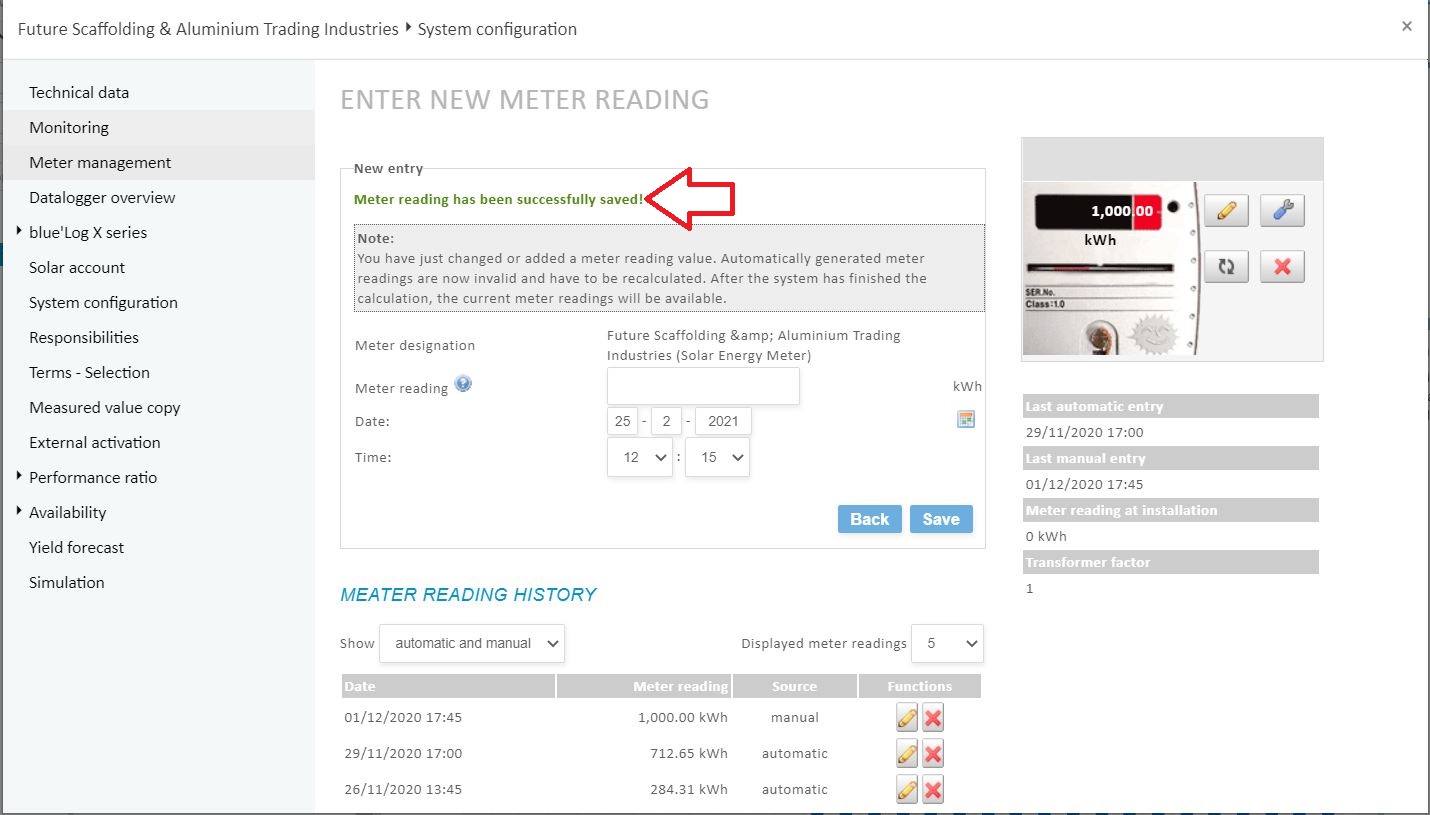 Future Scaffolding & Aluminium Trading Industries ‣ System configuration
×
Technical data
Monitoring
Meter management
Datalogger overview
blue'Log X series
Solar account
System configuration
Responsibilities
Terms - Selection
Measured value copy
External activation
Performance ratio
Availability
Yield forecast
Simulation
ENTER NEW METER READING
New entry
Meter reading has been successfully saved!
Note:
You have just changed or added a meter reading value. Automatically generated meter
readings are now invalid and have to be recalculated. After the system has finished the
calculation, the current meter readings will be available.
Meter designation
Future Scaffolding &amp; Aluminium Trading
Industries (Solar Energy Meter)
Meter reading ? kWh
Date: 25 - 2 - 2021
Time: 12 : 15
Back Save
MEATER READING HISTORY
Show automatic and manual Displayed meter readings 5
Date Meter reading Source Functions
01/12/2020 17:45 1,000.00 kWh manual
29/11/2020 17:00 712.65 kWh automatic
26/11/2020 13:45 284.31 kWh automatic
1,000.00
kWh
SER.No.
Class:1.0
Last automatic entry
29/11/2020 17:00
Last manual entry
01/12/2020 17:45
Meter reading at installation
0 kWh
Transformer factor
1